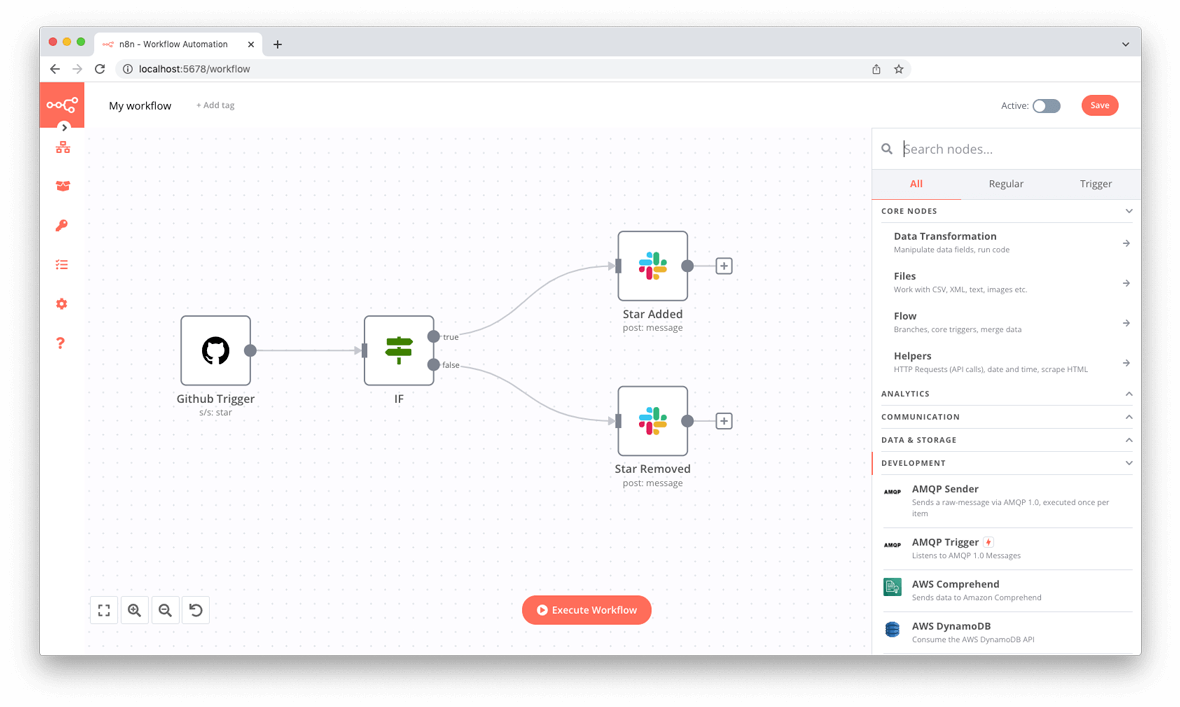 n8n - Workflow Automation
localhost:5678/workflow
My workflow
+ Add tag
Active:
Save
Search nodes...
All
Regular
Trigger
CORE NODES
Data Transformation
Manipulate data fields, run code
Files
Work with CSV, XML, text, images etc.
Flow
Branches, core triggers, merge data
Helpers
HTTP Requests (API calls), date and time, scrape HTML
ANALYTICS
COMMUNICATION
DATA & STORAGE
DEVELOPMENT
AMQP
AMQP Sender
Sends a raw-message via AMQP 1.0, executed once per
item
AMQP
AMQP Trigger
Listens to AMQP 1.0 Messages
AWS Comprehend
Sends data to Amazon Comprehend
AWS DynamoDB
Consume the AWS DynamoDB API
Github Trigger
s/s: star
IF
true
false
Star Added
post: message
Star Removed
post: message
Execute Workflow